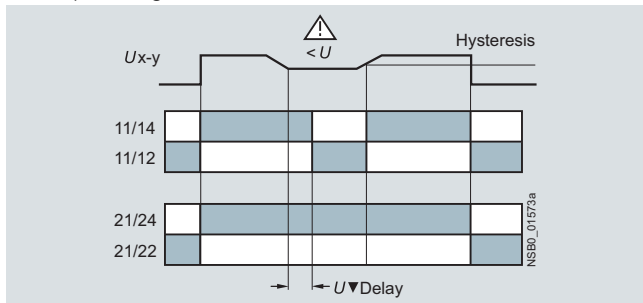 < U
Hysteresis
Ux-y
11/14
11/12
21/24
21/22
U▼Delay
NSB0_01573a